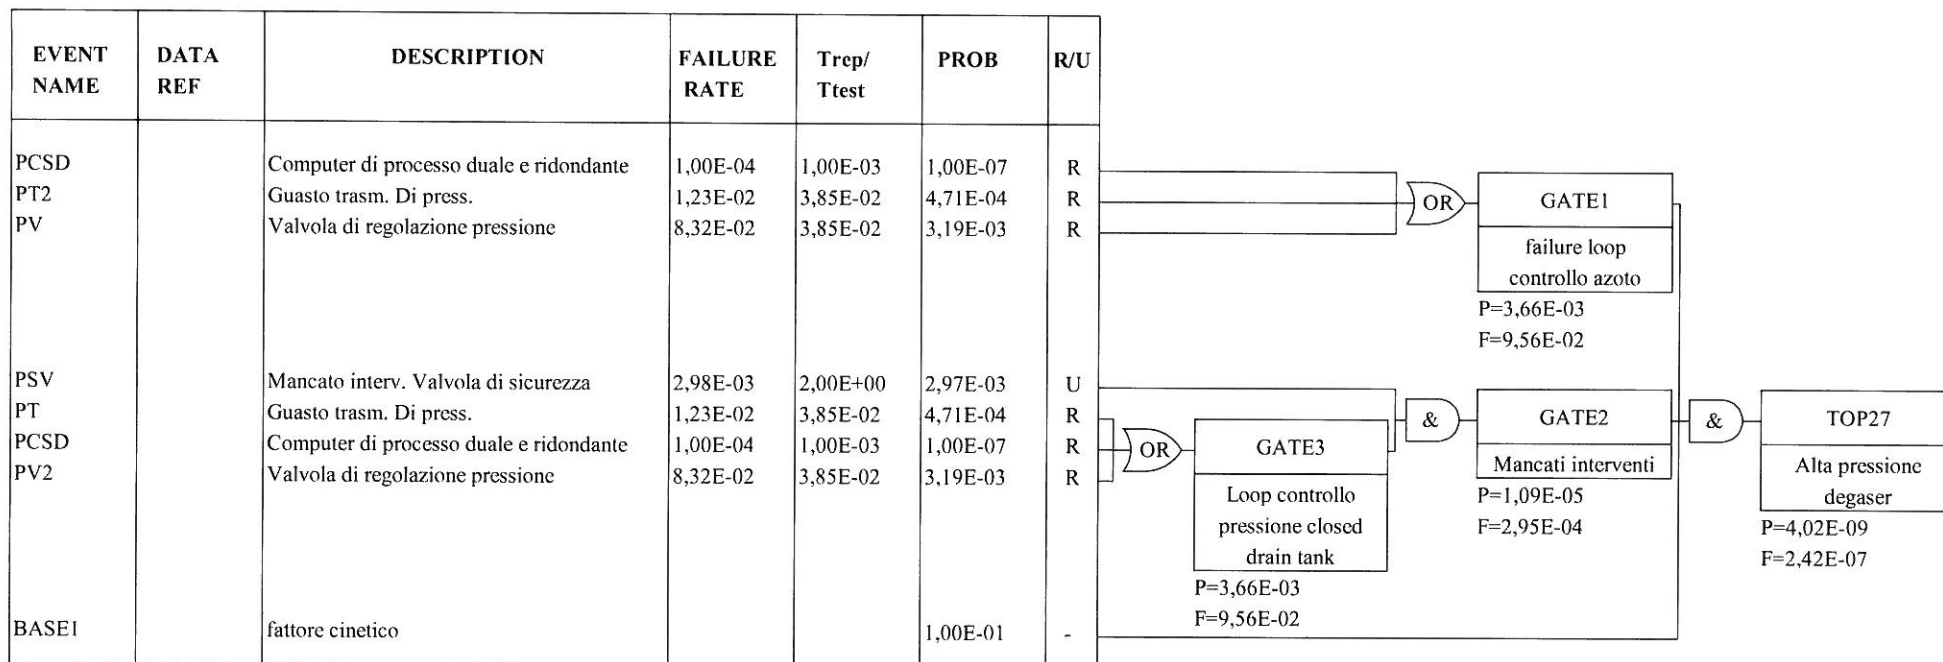 EVENT NAME DATA REF DESCRIPTION FAILURE RATE Trep/ Ttest PROB R/U
PCSD Computer di processo duale e ridondante 1,00E-04 1,00E-03 1,00E-07 R
PT2 Guasto trasm. Di press. 1,23E-02 3,85E-02 4,71E-04 R
PV Valvola di regolazione pressione 8,32E-02 3,85E-02 3,19E-03 R
OR
GATE1
failure loop
controllo azoto
P=3,66E-03
F=9,56E-02
PSV Mancato interv. Valvola di sicurezza 2,98E-03 2,00E+00 2,97E-03 U
PT Guasto trasm. Di press. 1,23E-02 3,85E-02 4,71E-04 R
PCSD Computer di processo duale e ridondante 1,00E-04 1,00E-03 1,00E-07 R
PV2 Valvola di regolazione pressione 8,32E-02 3,85E-02 3,19E-03 R
OR
GATE3
Loop controllo
pressione closed
drain tank
P=3,66E-03
F=9,56E-02
&
GATE2
Mancati interventi
P=1,09E-05
F=2,95E-04
&
TOP27
Alta pressione
degaser
P=4,02E-09
F=2,42E-07
BASE1 fattore cinetico 1,00E-01 -